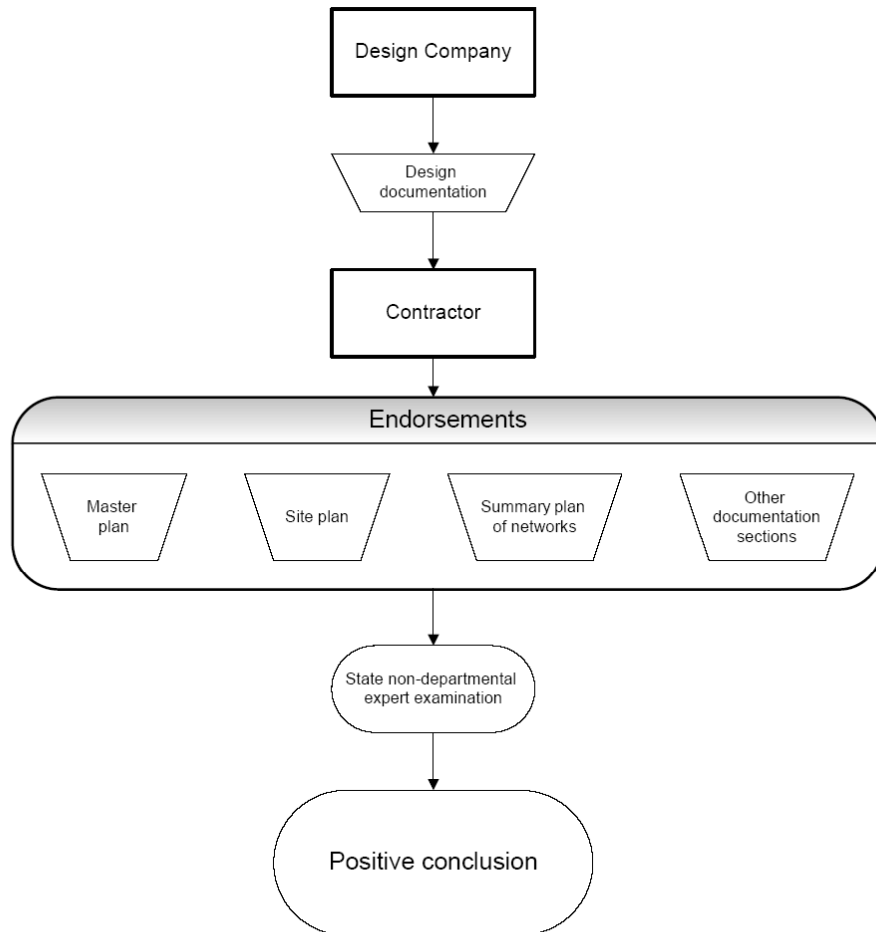 Design Company
Design
documentation
Contractor
Endorsements
Master
plan
Site plan
Summary plan
of networks
Other
documentation
sections
State non-departmental
expert examination
Positive conclusion